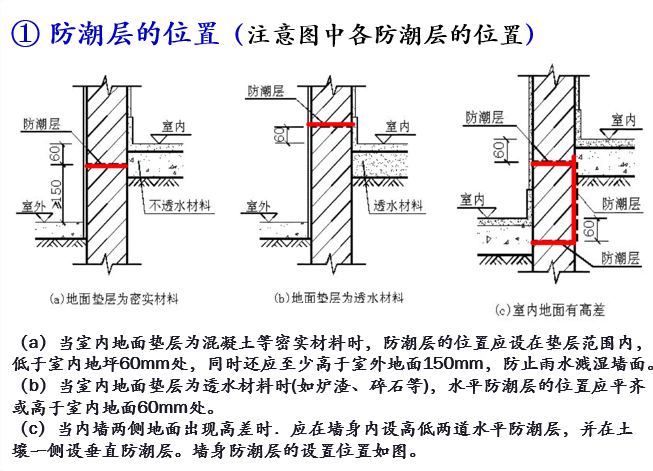 ① 防潮层的位置（注意图中各防潮层的位置）
防潮层
室内
60
≥150
室外
不透水材料
(a)地面垫层为密实材料
防潮层
60
室内
室外
透水材料
(b)地面垫层为透水材料
防潮层
室内
60
室内
防潮层
60
防潮层
(c)室内地面有高差
（a）当室内地面垫层为混凝土等密实材料时，防潮层的位置应设在垫层范围内，
低于室内地坪60mm处，同时还应至少高于室外地面150mm，防止雨水溅湿墙面。
（b）当室内地面垫层为透水材料时(如炉渣、碎石等)，水平防潮层的位置应平齐
或高于室内地面60mm处。
（c）当内墙两侧地面出现高差时．应在墙身内设高低两道水平防潮层，并在土
壤一侧设垂直防潮层。墙身防潮层的设置位置如图。